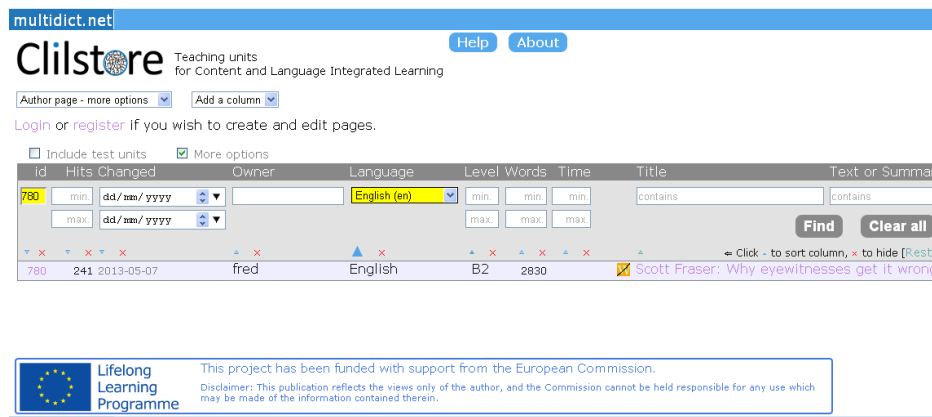 multidict.net
Help About
Clilstore Teaching units
for Content and Language Integrated Learning
Author page - more options Add a column
Login or register if you wish to create and edit pages.
Include test units More options
id Hits Changed Owner Language Level Words Time Title Text or Summa
780 min. dd/mm/yyyy English (en) min. min. min. contains contains
max. dd/mm/yyyy max. max. max. Find Clear all
Click - to sort column, × to hide [Rest
780 241 2013-05-07 fred English B2 2830 Scott Fraser: Why eyewitnesses get it wrong
Lifelong
Learning
Programme
This project has been funded with support from the European Commission.
Disclaimer: This publication reflects the views only of the author, and the Commission cannot be held responsible for any use which
may be made of the information contained therein.